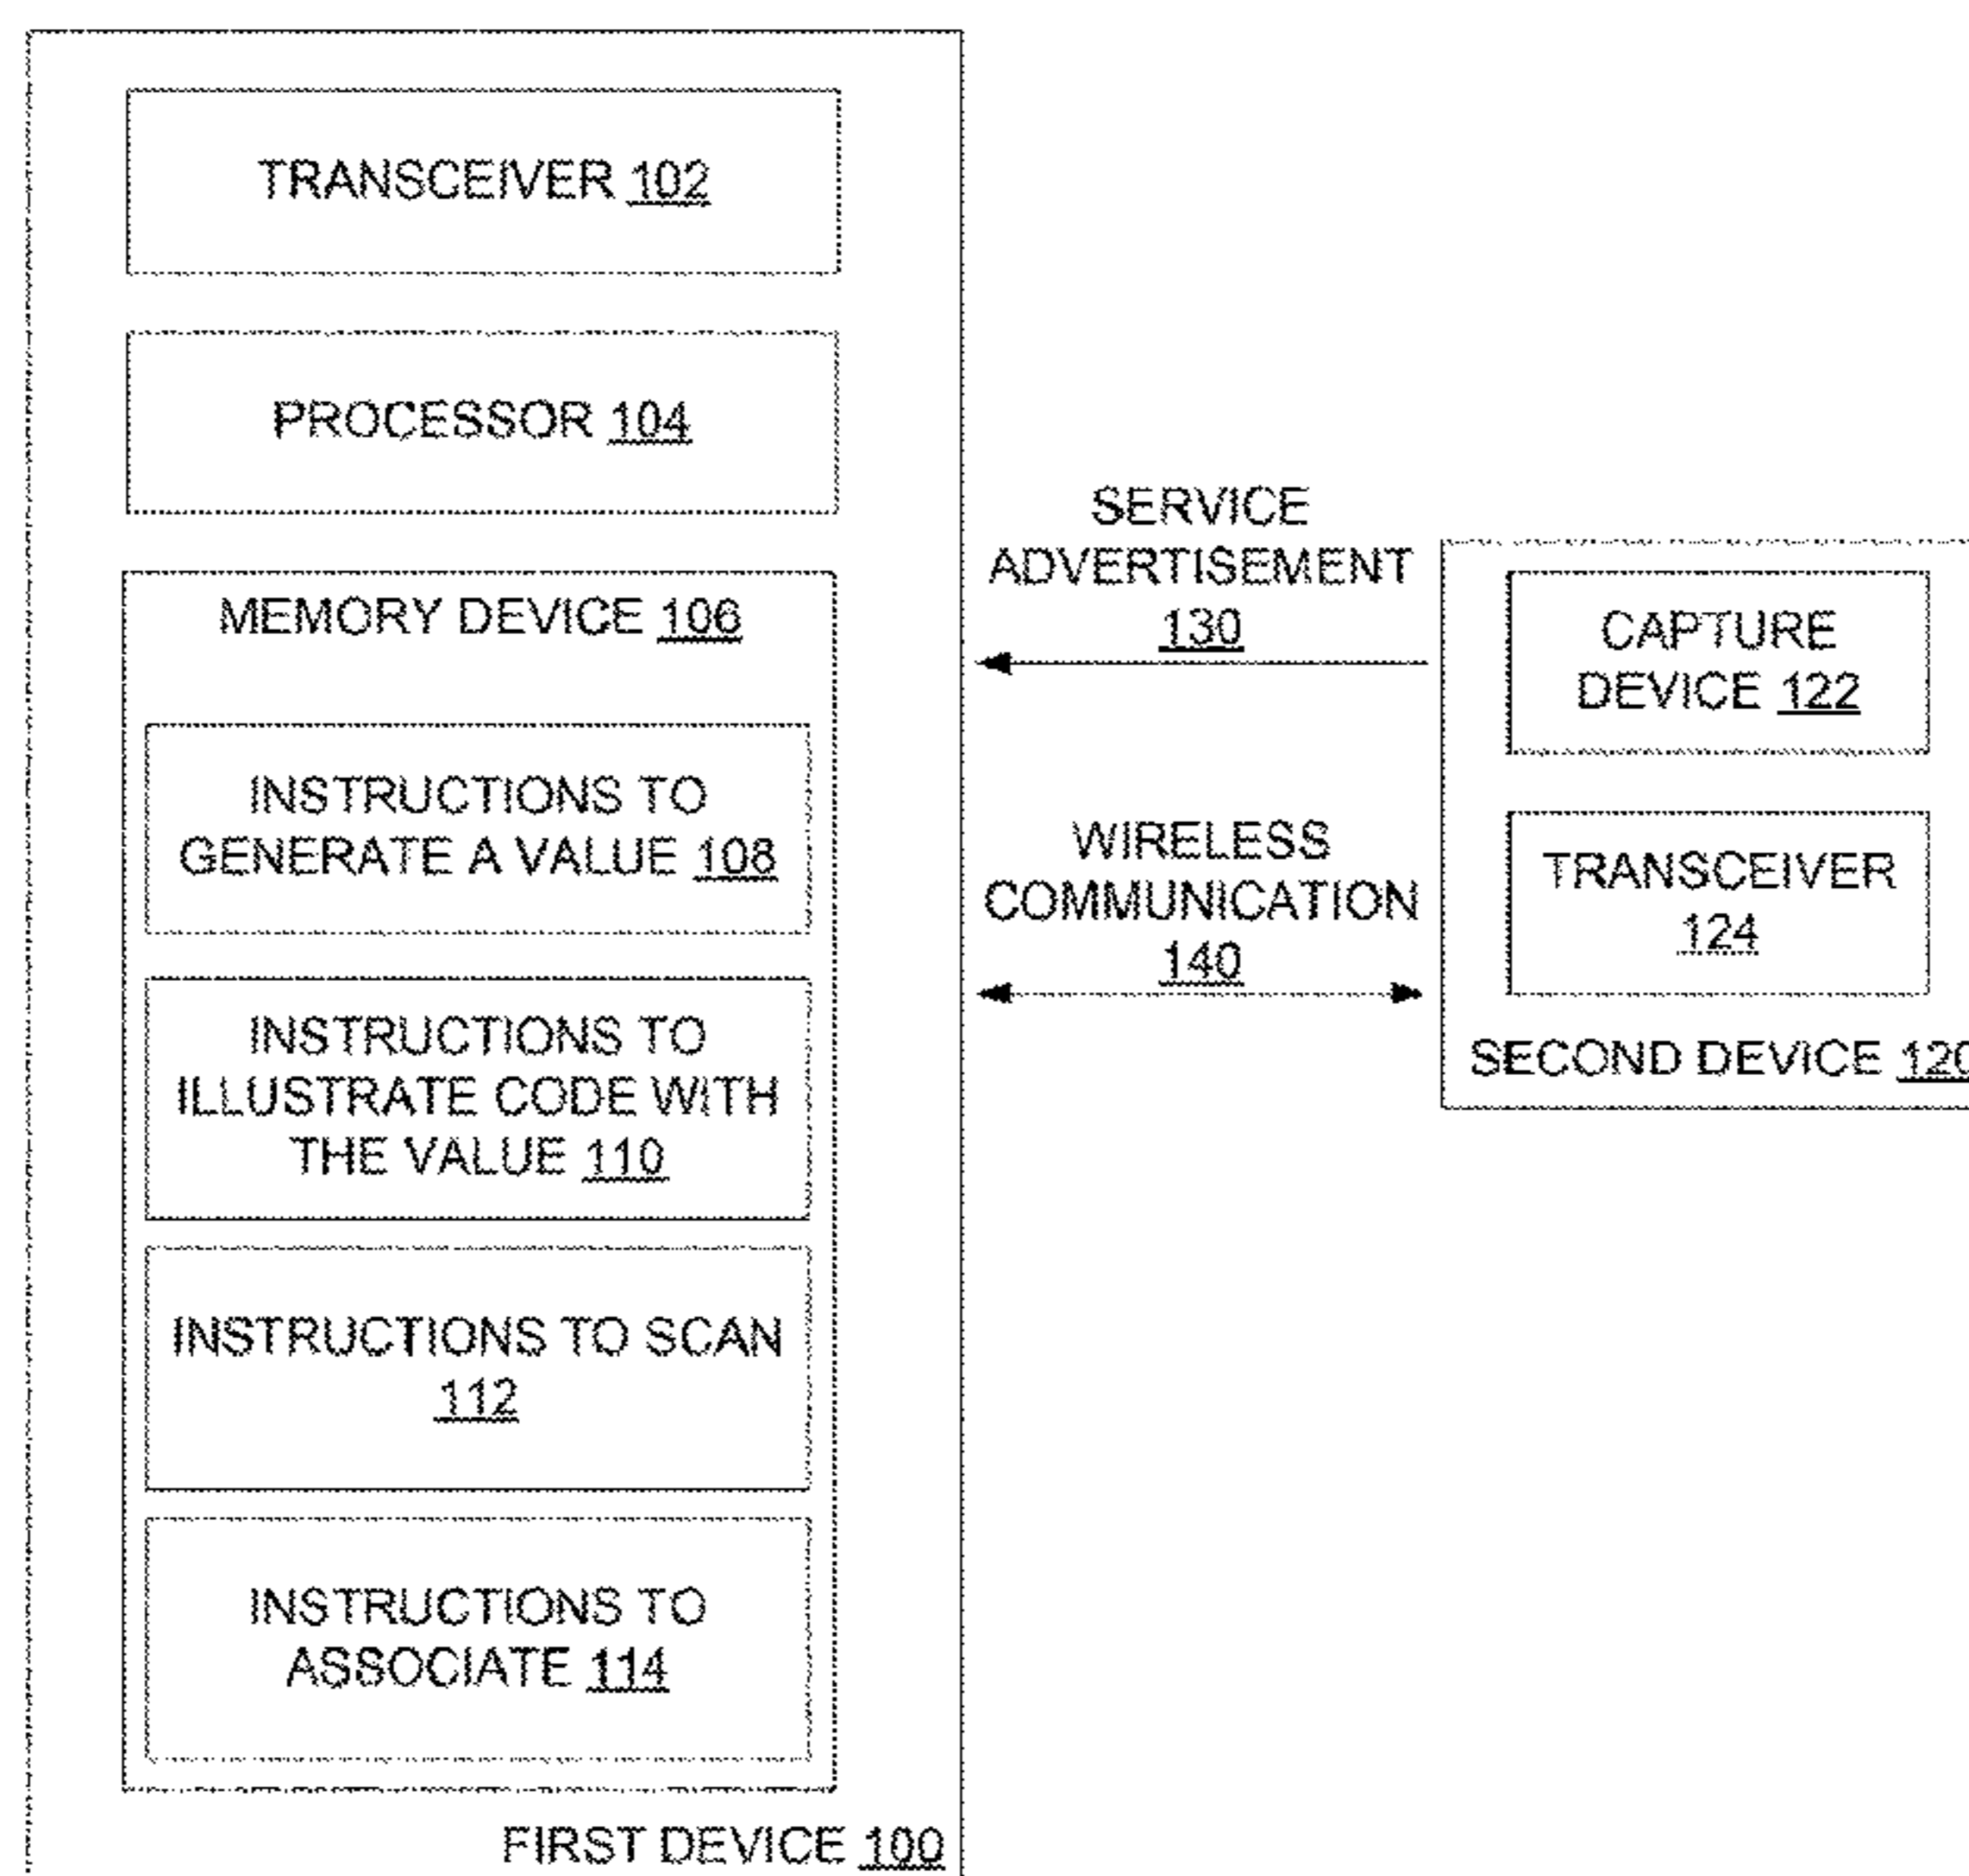 TRANSCEIVER 102
PROCESSOR 104
MEMORY DEVICE 106
INSTRUCTIONS TO
GENERATE A VALUE 108
INSTRUCTIONS TO
ILLUSTRATE CODE WITH
THE VALUE 110
INSTRUCTIONS TO SCAN
112
INSTRUCTIONS TO
ASSOCIATE 114
FIRST DEVICE 100
SERVICE
ADVERTISEMENT
130
WIRELESS
COMMUNICATION
140
CAPTURE
DEVICE 122
TRANSCEIVER
124
SECOND DEVICE 120